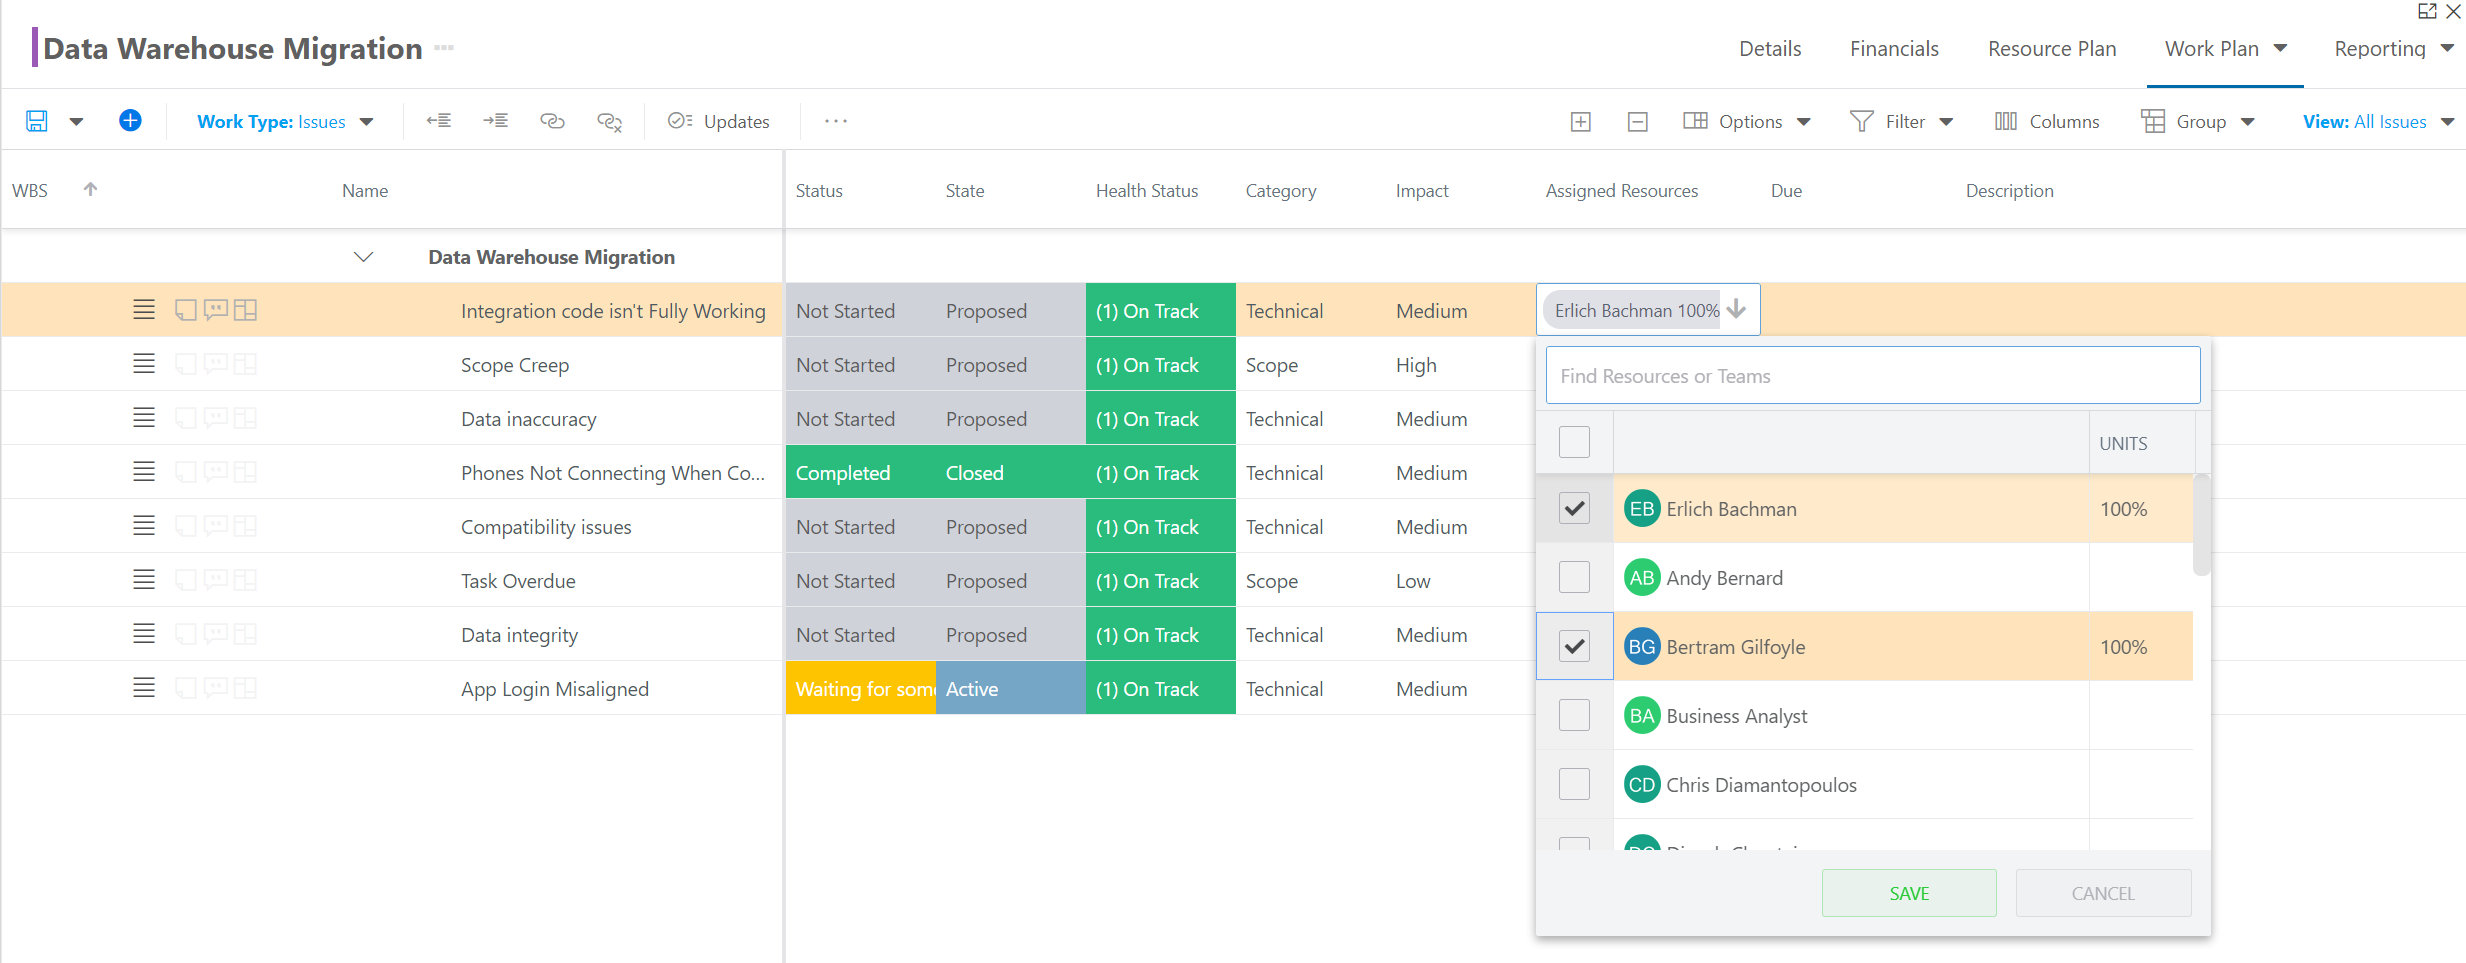 Data Warehouse Migration
Details Financials Resource Plan Work Plan Reporting
Work Type: Issues Updates Options Filter Columns Group View: All Issues
WBS Name Status State Health Status Category Impact Assigned Resources Due Description
Data Warehouse Migration
Integration code isn't Fully Working Not Started Proposed (1) On Track Technical Medium Erlich Bachman 100%
Scope Creep Not Started Proposed (1) On Track Scope High
Find Resources or Teams
Data inaccuracy Not Started Proposed (1) On Track Technical Medium
UNITS
Phones Not Connecting When Co... Completed Closed (1) On Track Technical Medium
EB Erlich Bachman 100%
Compatibility issues Not Started Proposed (1) On Track Technical Medium
Task Overdue Not Started Proposed (1) On Track Scope Low
AB Andy Bernard
Data integrity Not Started Proposed (1) On Track Technical Medium
BG Bertram Gilfoyle 100%
App Login Misaligned Waiting for som Active (1) On Track Technical Medium
BA Business Analyst
CD Chris Diamantopoulos
SAVE CANCEL